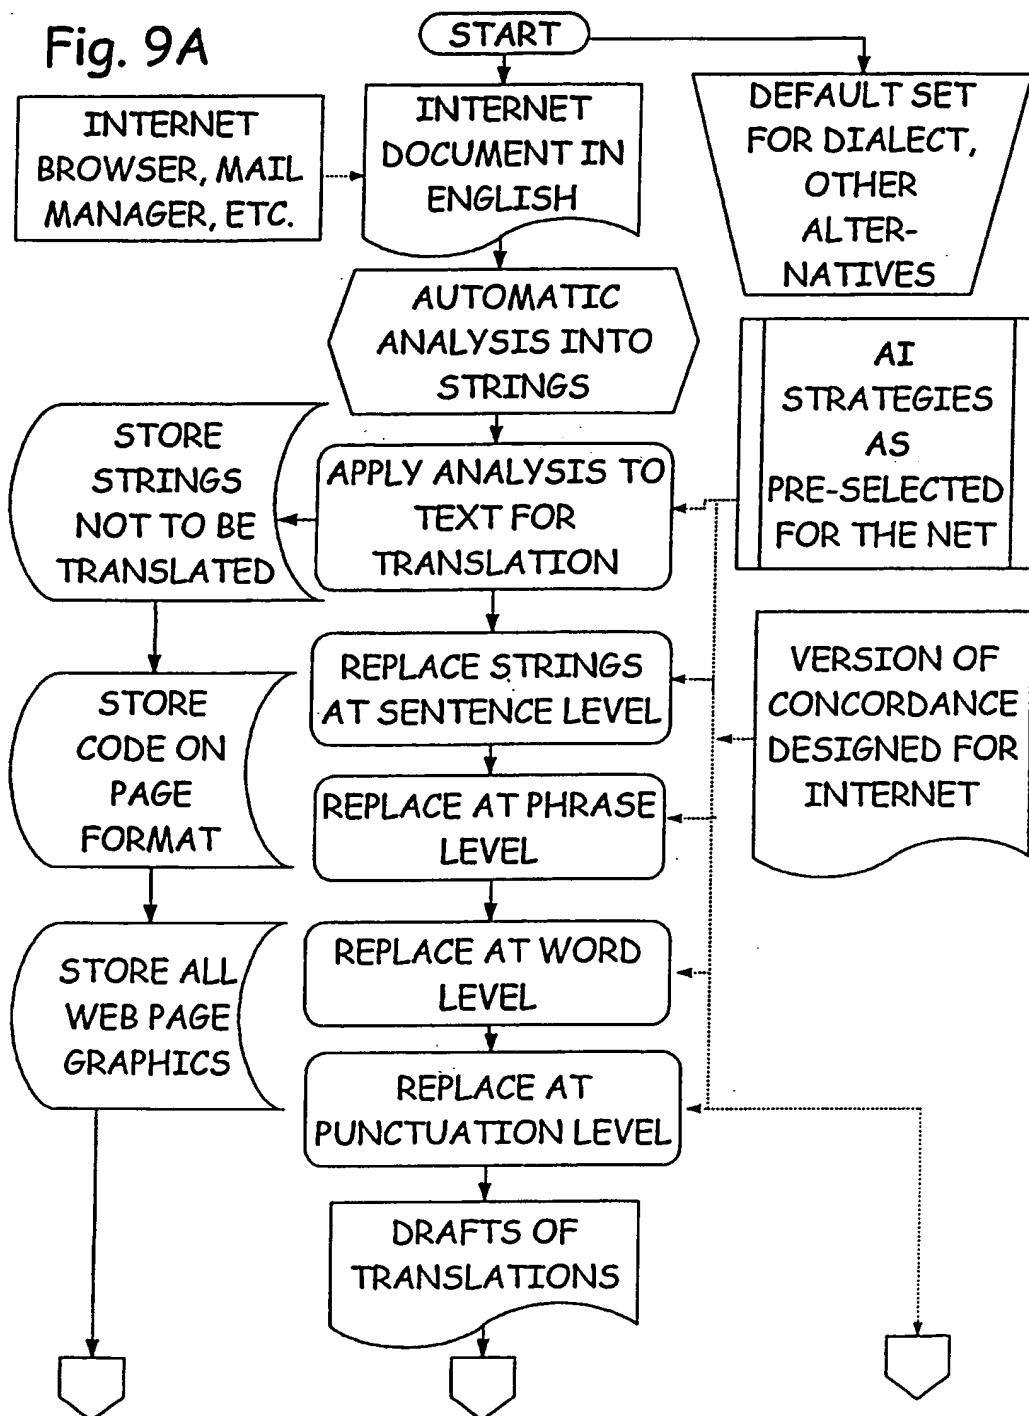 Fig. 9A
START
INTERNET
BROWSER, MAIL
MANAGER, ETC.
INTERNET
DOCUMENT IN
ENGLISH
DEFAULT SET
FOR DIALECT,
OTHER
ALTER-
NATIVES
AUTOMATIC
ANALYSIS INTO
STRINGS
AI
STRATEGIES
AS
PRE-SELECTED
FOR THE NET
STORE
STRINGS
NOT TO BE
TRANSLATED
APPLY ANALYSIS TO
TEXT FOR
TRANSLATION
REPLACE STRINGS
AT SENTENCE LEVEL
VERSION OF
CONCORDANCE
DESIGNED FOR
INTERNET
STORE
CODE ON
PAGE
FORMAT
REPLACE AT PHRASE
LEVEL
STORE ALL
WEB PAGE
GRAPHICS
REPLACE AT WORD
LEVEL
REPLACE AT
PUNCTUATION LEVEL
DRAFTS OF
TRANSLATIONS